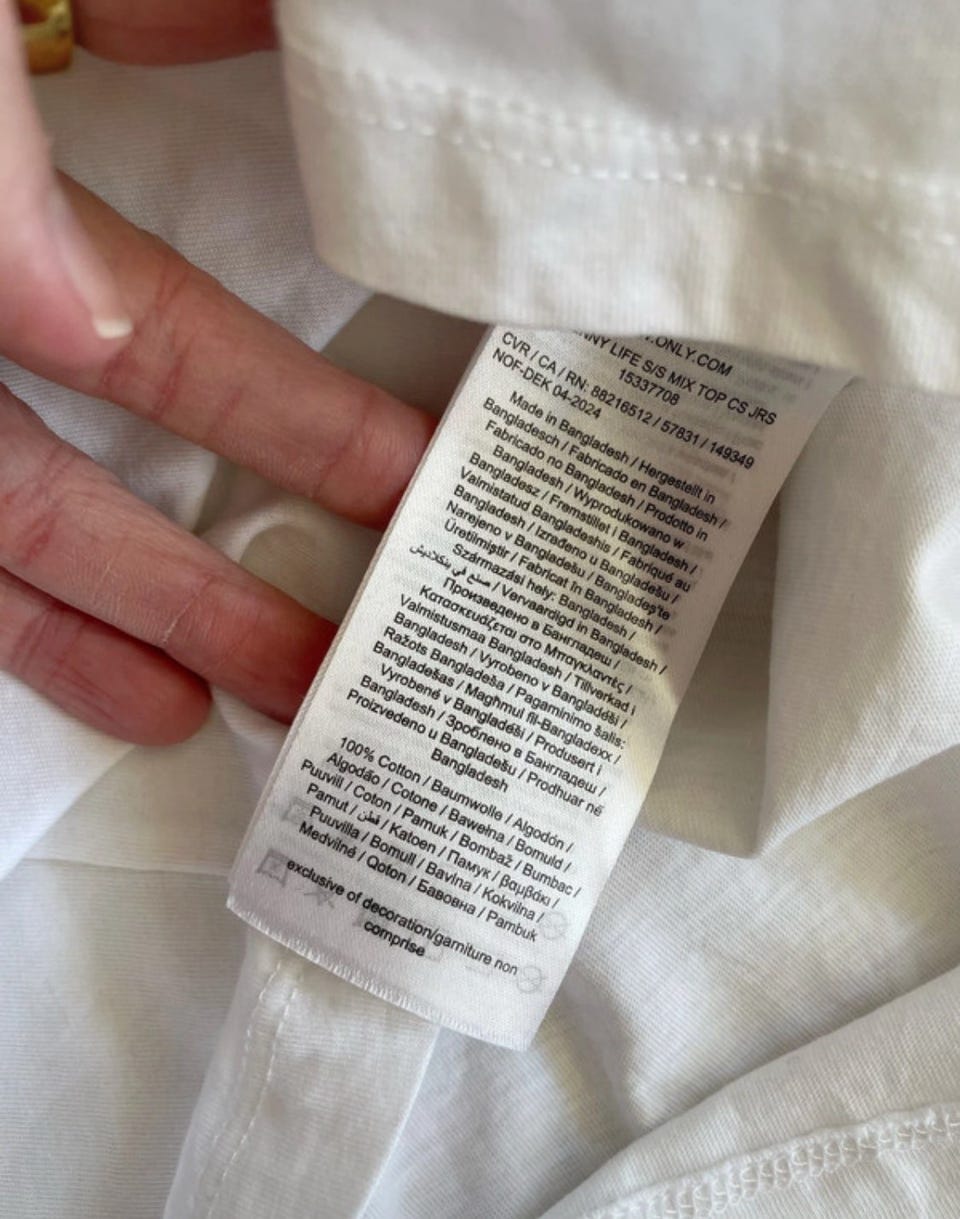 .ONLY.COM
NNY LIFE S/S MIX TOP CS JRS
15337708
CVR / CA / RN: 88216512 / 57831 / 149349
NOF-DEK 04-2024
Made in Bangladesh / Hergestellt in
Bangladesch / Fabricado en Bangladesh /
Fabricado no Bangladesh / Prodotto in
Bangladesh / Wyprodukowano w
Bangladesz / Fremstillet i Bangladesh /
Valmistatud Bangladeshis / Fabriqué au
Bangladesh / Izrađeno u Bangladešu /
Narejeno v Bangladešu / Bangladeş'te
Üretilmiştir / Fabricat în Bangladesh /
Származási hely: Bangladesh /
صنع في بنكلاديش / Vervaardigd in Bangladesh /
Произведено в Бангладеш /
Κατασκευάζεται στο Μπαγκλαντές /
Valmistusmaa Bangladesh / Tillverkad i
Bangladesh / Vyrobeno v Bangladéši /
Ražots Bangladeša / Pagaminimo šalis:
Bangladešas / Magħmul fil-Bangladexx /
Vyrobené v Bangladéši / Produsert i
Bangladesh / Зроблено в Бангладеш /
Proizvedeno u Bangladešu / Prodhuar në
Bangladesh
100% Cotton / Baumwolle / Algodón /
Algodão / Cotone / Bawełna / Bomuld /
Puuvill / Coton / Pamuk / Bombaž / Bumbac /
Pamut / قطن / Katoen / Памук / βαμβάκι /
Puuvilla / Bomull / Bavlna / Kokvilna /
Medvilnė / Qoton / Бавовна / Pambuk
exclusive of decoration/garniture non
comprise